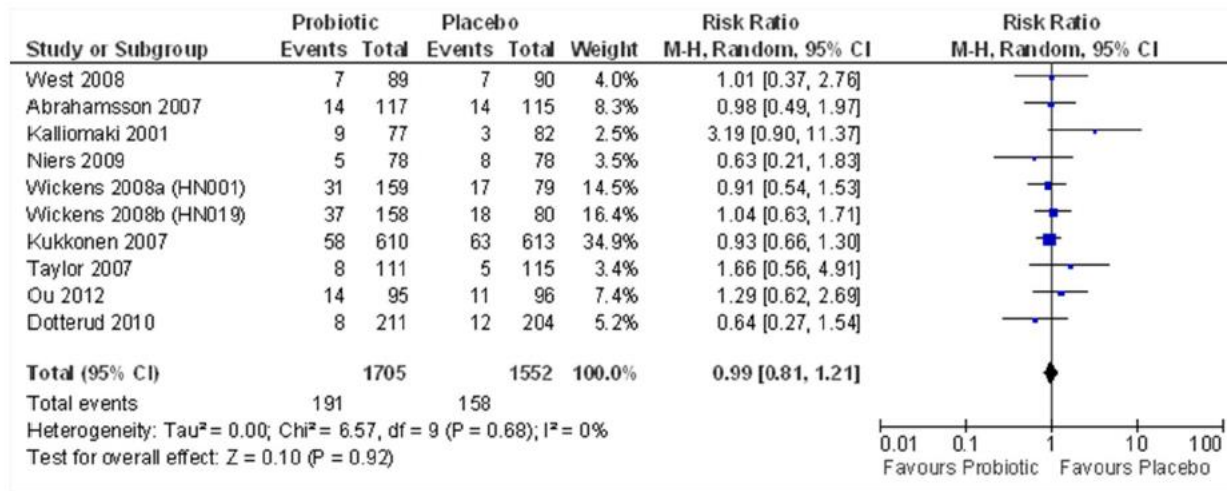 Probiotic Placebo Risk Ratio Risk Ratio
Study or Subgroup Events Total Events Total Weight M-H, Random, 95% CI M-H, Random, 95% CI
West 2008 7 89 7 90 4.0% 1.01 [0.37, 2.76]
Abrahamsson 2007 14 117 14 115 8.3% 0.98 [0.49, 1.97]
Kalliomaki 2001 9 77 3 82 2.5% 3.19 [0.90, 11.37]
Niers 2009 5 78 8 78 3.5% 0.63 [0.21, 1.83]
Wickens 2008a (HN001) 31 159 17 79 14.5% 0.91 [0.54, 1.53]
Wickens 2008b (HN019) 37 158 18 80 16.4% 1.04 [0.63, 1.71]
Kukkonen 2007 58 610 63 613 34.9% 0.93 [0.66, 1.30]
Taylor 2007 8 111 5 115 3.4% 1.66 [0.56, 4.91]
Ou 2012 14 95 11 96 7.4% 1.29 [0.62, 2.69]
Dotterud 2010 8 211 12 204 5.2% 0.64 [0.27, 1.54]
Total (95% CI) 1705 1552 100.0% 0.99 [0.81, 1.21]
Total events 191 158
Heterogeneity: Tau² = 0.00; Chi² = 6.57, df = 9 (P = 0.68); I² = 0%
Test for overall effect: Z = 0.10 (P = 0.92)
0.01 0.1 1 10 100
Favours Probiotic Favours Placebo